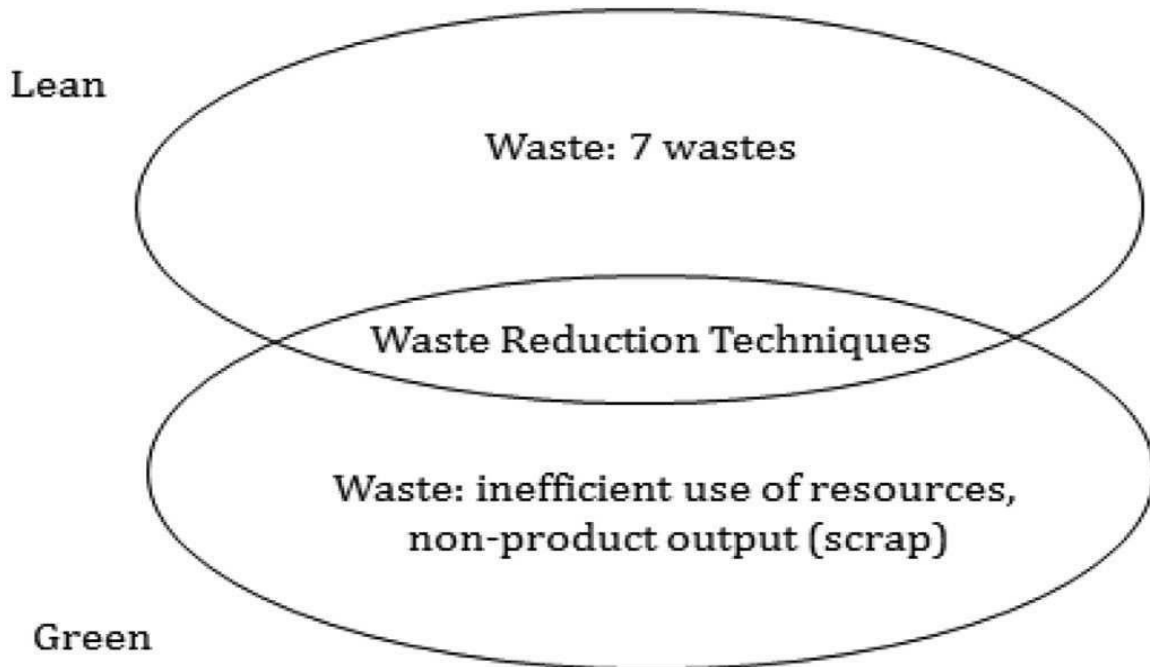 Lean
Waste: 7 wastes
Waste Reduction Techniques
Waste: inefficient use of resources,
non-product output (scrap)
Green